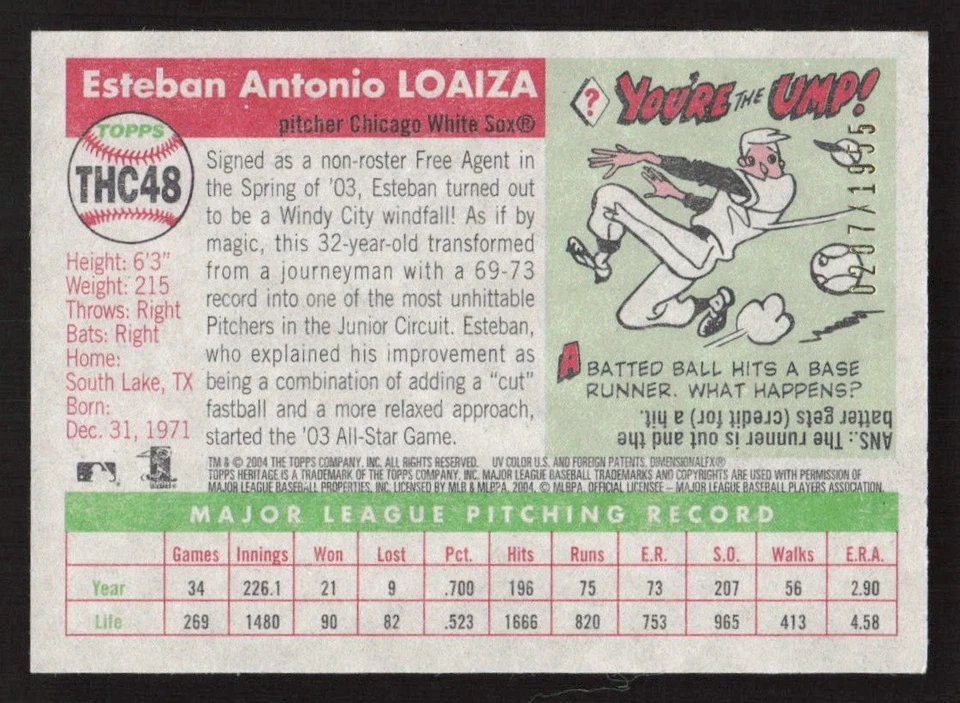 Esteban Antonio LOAIZA
pitcher Chicago White Sox®
TOPPS
THC48
Height: 6'3"
Weight: 215
Throws: Right
Bats: Right
Home:
South Lake, TX
Born:
Dec. 31, 1971
Signed as a non-roster Free Agent in
the Spring of '03, Esteban turned out
to be a Windy City windfall! As if by
magic, this 32-year-old transformed
from a journeyman with a 69-73
record into one of the most unhittable
Pitchers in the Junior Circuit. Esteban,
who explained his improvement as
being a combination of adding a "cut"
fastball and a more relaxed approach,
started the '03 All-Star Game.
?
YOU'RE THE UMP!
0207/1955
A BATTED BALL HITS A BASE
RUNNER. WHAT HAPPENS?
ANS.: The runner is out and the
batter gets (credit for) a hit.
TM & © 2004 THE TOPPS COMPANY, INC. ALL RIGHTS RESERVED. UV COLOR U.S. AND FOREIGN PATENTS. DIMENSIONALFX®
TOPPS HERITAGE IS A TRADEMARK OF THE TOPPS COMPANY, INC. MAJOR LEAGUE BASEBALL TRADEMARKS AND COPYRIGHTS ARE USED WITH PERMISSION OF
MAJOR LEAGUE BASEBALL PROPERTIES, INC. LICENSED BY MLB & MLBPA, 2004. © MLBPA. OFFICIAL LICENSEE – MAJOR LEAGUE BASEBALL PLAYERS ASSOCIATION.
MAJOR LEAGUE PITCHING RECORD
Games Innings Won Lost Pct. Hits Runs E.R. S.O. Walks E.R.A.
Year 34 226.1 21 9 .700 196 75 73 207 56 2.90
Life 269 1480 90 82 .523 1666 820 753 965 413 4.58